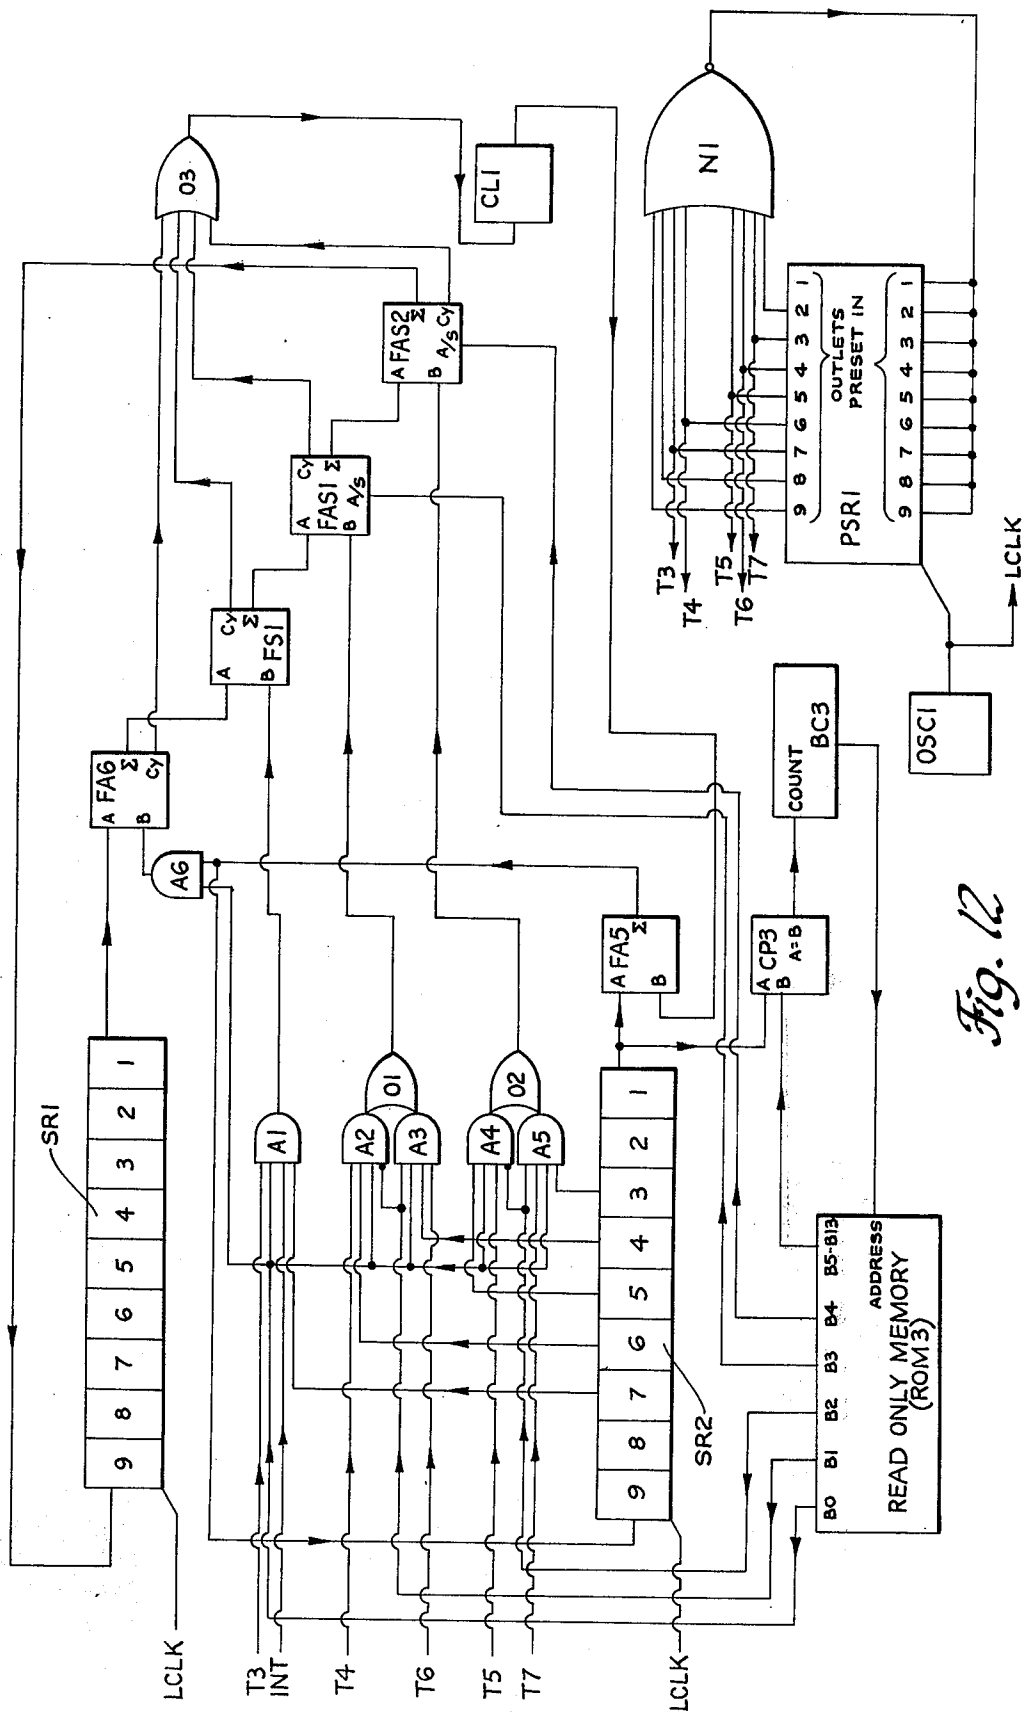 SR1
9 8 7 6 5 4 3 2 1
LCLK
A FA6 Σ
B Cy
A6
A Cy
B FS1 Σ
A Cy
FAS1 Σ
B A/S
A FAS2 Σ
B A/S Cy
O3
CL1
T3
INT
T4
T6
T5
T7
A1
A2
A3
O1
A4
A5
O2
9 8 7 6 5 4 3 2 1
SR2
LCLK
A FA5 Σ
B
A CP3
B A=B
COUNT
BC3
B0 B1 B2 B3 B4 B5-B13
ADDRESS
READ ONLY MEMORY
(ROM3)
N1
T3
T4
T5
T6
T7
9 8 7 6 5 4 3 2 1
OUTLETS
PRESET IN
PSR1
9 8 7 6 5 4 3 2 1
OSC1
LCLK
Fig. 12